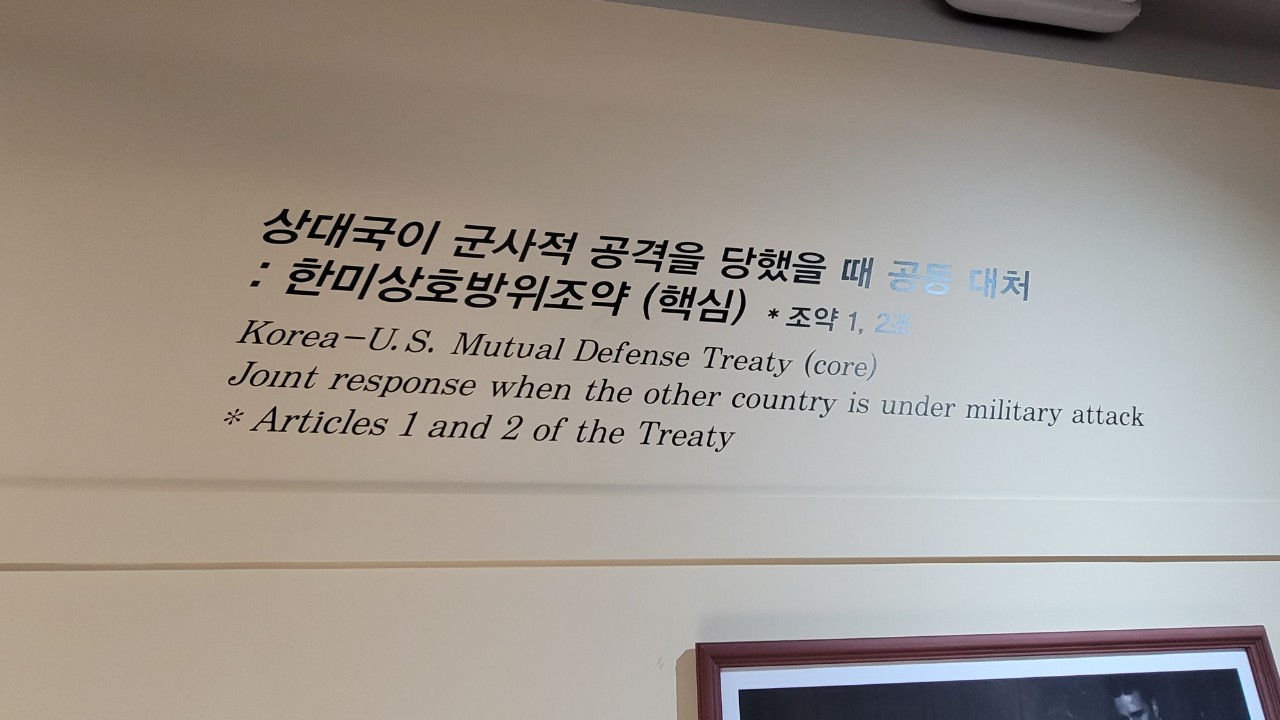 상대국이 군사적 공격을 당했을 때 공동 대처
: 한미상호방위조약 (핵심) * 조약 1, 2조
Korea-U.S. Mutual Defense Treaty (core)
Joint response when the other country is under military attack
* Articles 1 and 2 of the Treaty